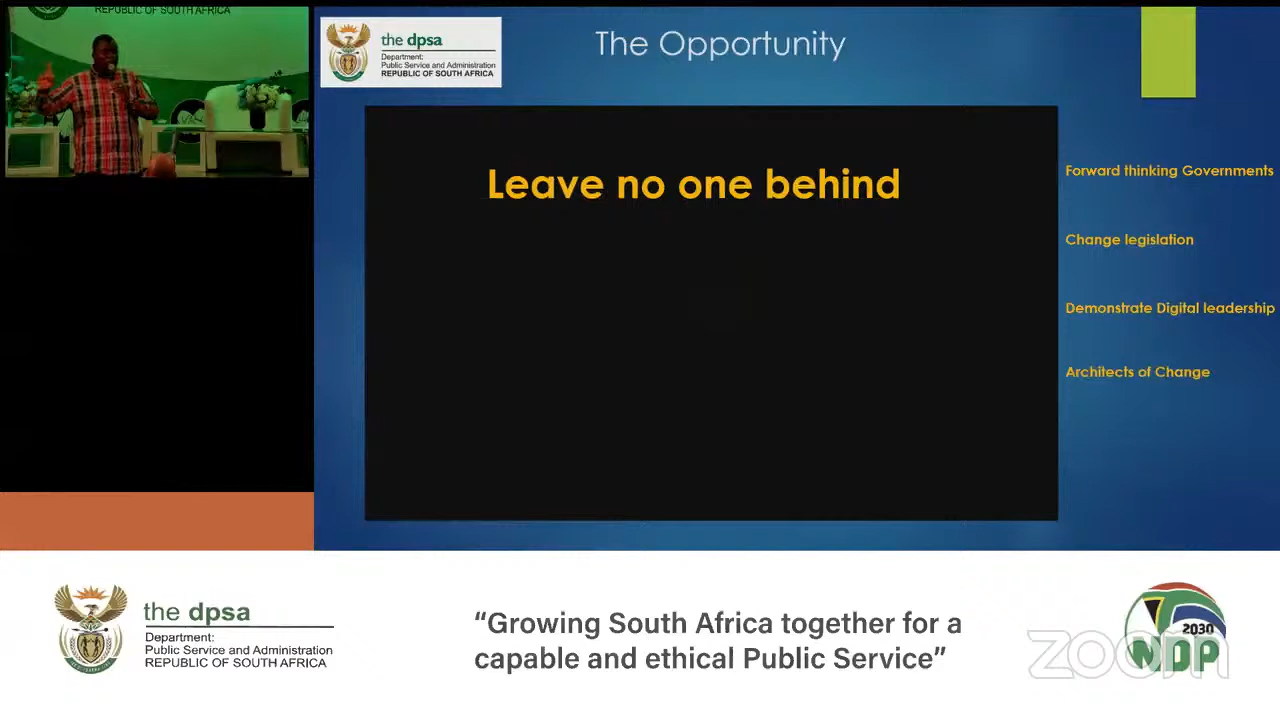 REPUBLIC OF SOUTH AFRICA
the dpsa
Department:
Public Service and Administration
REPUBLIC OF SOUTH AFRICA
The Opportunity
Leave no one behind
Forward thinking Governments
Change legislation
Demonstrate Digital leadership
Architects of Change
the dpsa
Department:
Public Service and Administration
REPUBLIC OF SOUTH AFRICA
“Growing South Africa together for a
capable and ethical Public Service”
2030
NDP
zoom